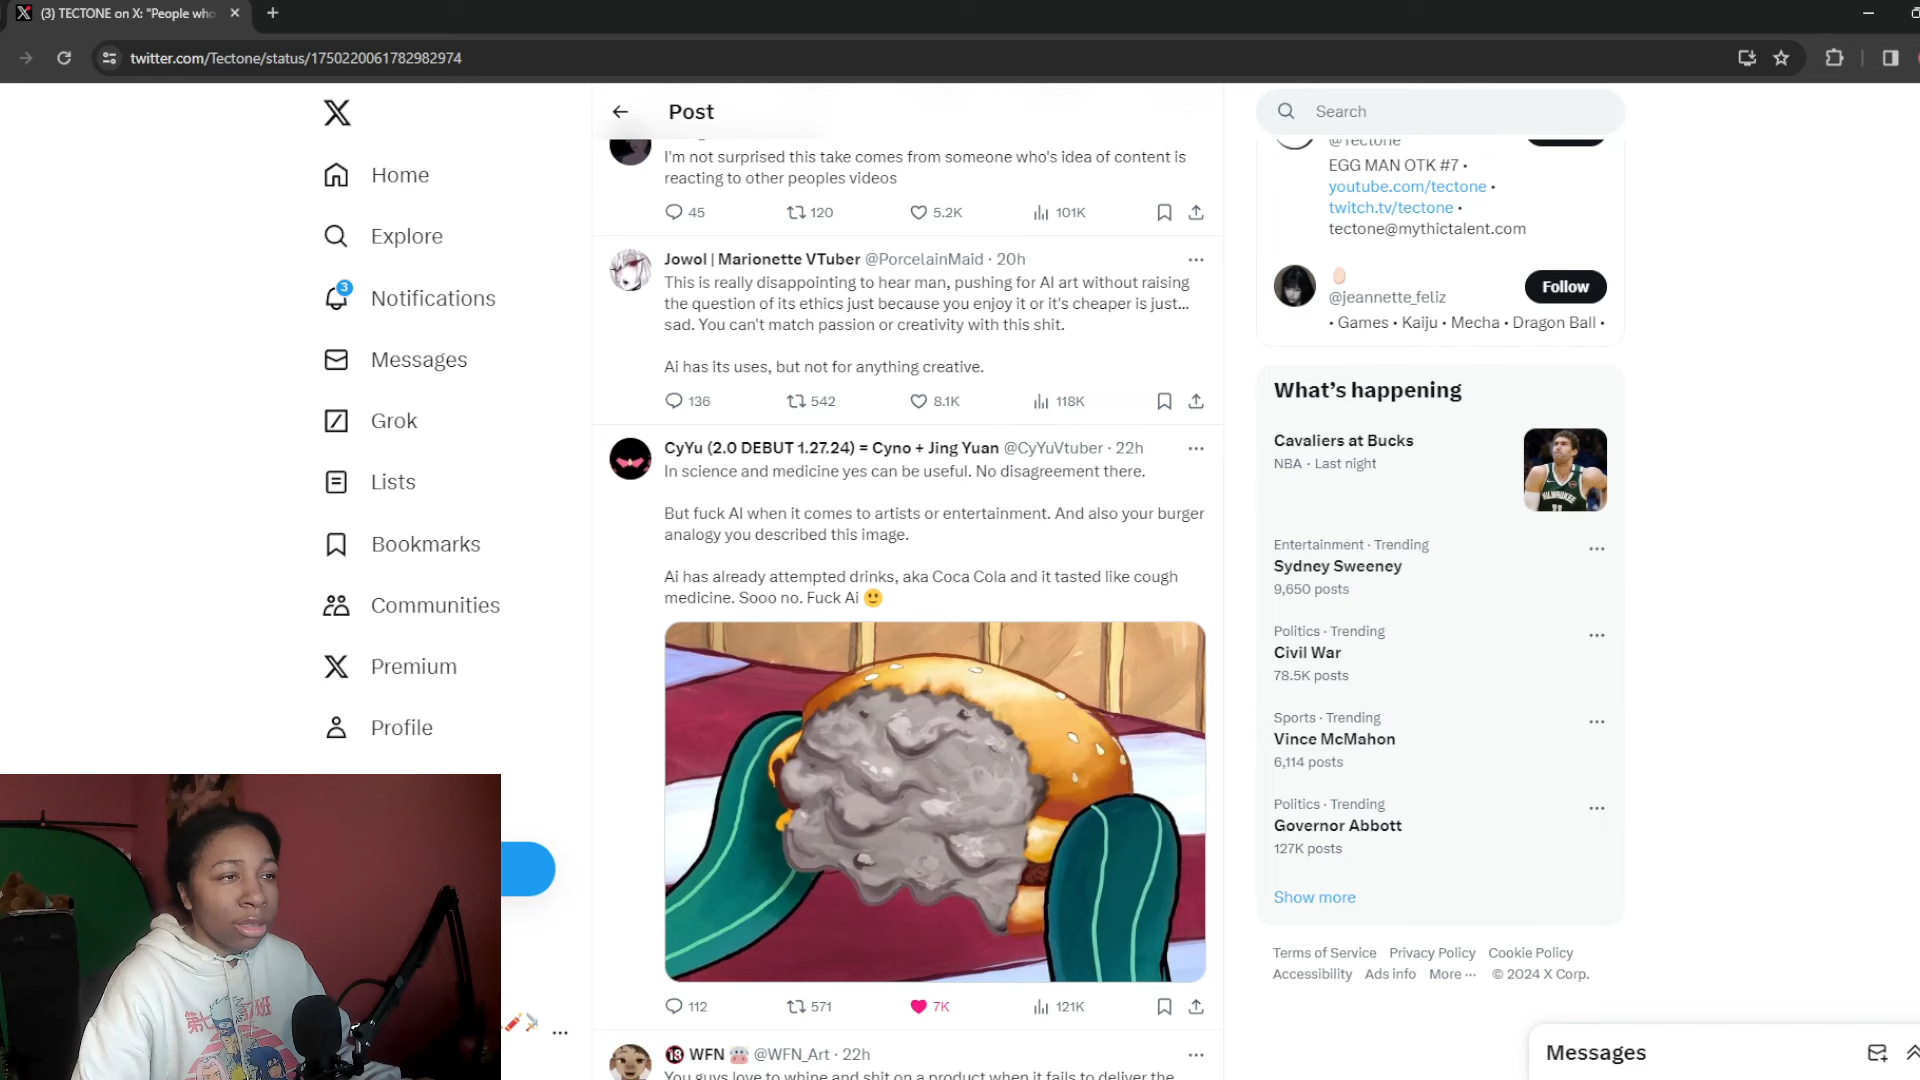 (3) TECTONE on X: "People who
twitter.com/Tectone/status/1750220061782982974
Post
Search
Home
Explore
3
Notifications
Messages
Grok
Lists
Bookmarks
Communities
Premium
Profile
I'm not surprised this take comes from someone who's idea of content is
reacting to other peoples videos
45 120 5.2K 101K
Jowol | Marionette VTuber @PorcelainMaid · 20h
This is really disappointing to hear man, pushing for AI art without raising
the question of its ethics just because you enjoy it or it's cheaper is just...
sad. You can't match passion or creativity with this shit.
Ai has its uses, but not for anything creative.
136 542 8.1K 118K
CyYu (2.0 DEBUT 1.27.24) = Cyno + Jing Yuan @CyYuVtuber · 22h
In science and medicine yes can be useful. No disagreement there.
But fuck AI when it comes to artists or entertainment. And also your burger
analogy you described this image.
Ai has already attempted drinks, aka Coca Cola and it tasted like cough
medicine. Sooo no. Fuck Ai 🙂
112 571 7K 121K
🔞 WFN 🐮 @WFN_Art · 22h
You guys love to whine and shit on a product when it fails to deliver the
@Tectone
EGG MAN OTK #7 •
youtube.com/tectone •
twitch.tv/tectone •
tectone@mythictalent.com
@jeannette_feliz
Follow
• Games • Kaiju • Mecha • Dragon Ball •
What's happening
Cavaliers at Bucks
NBA · Last night
Entertainment · Trending
Sydney Sweeney
9,650 posts
Politics · Trending
Civil War
78.5K posts
Sports · Trending
Vince McMahon
6,114 posts
Politics · Trending
Governor Abbott
127K posts
Show more
Terms of Service Privacy Policy Cookie Policy
Accessibility Ads info More ··· © 2024 X Corp.
Messages